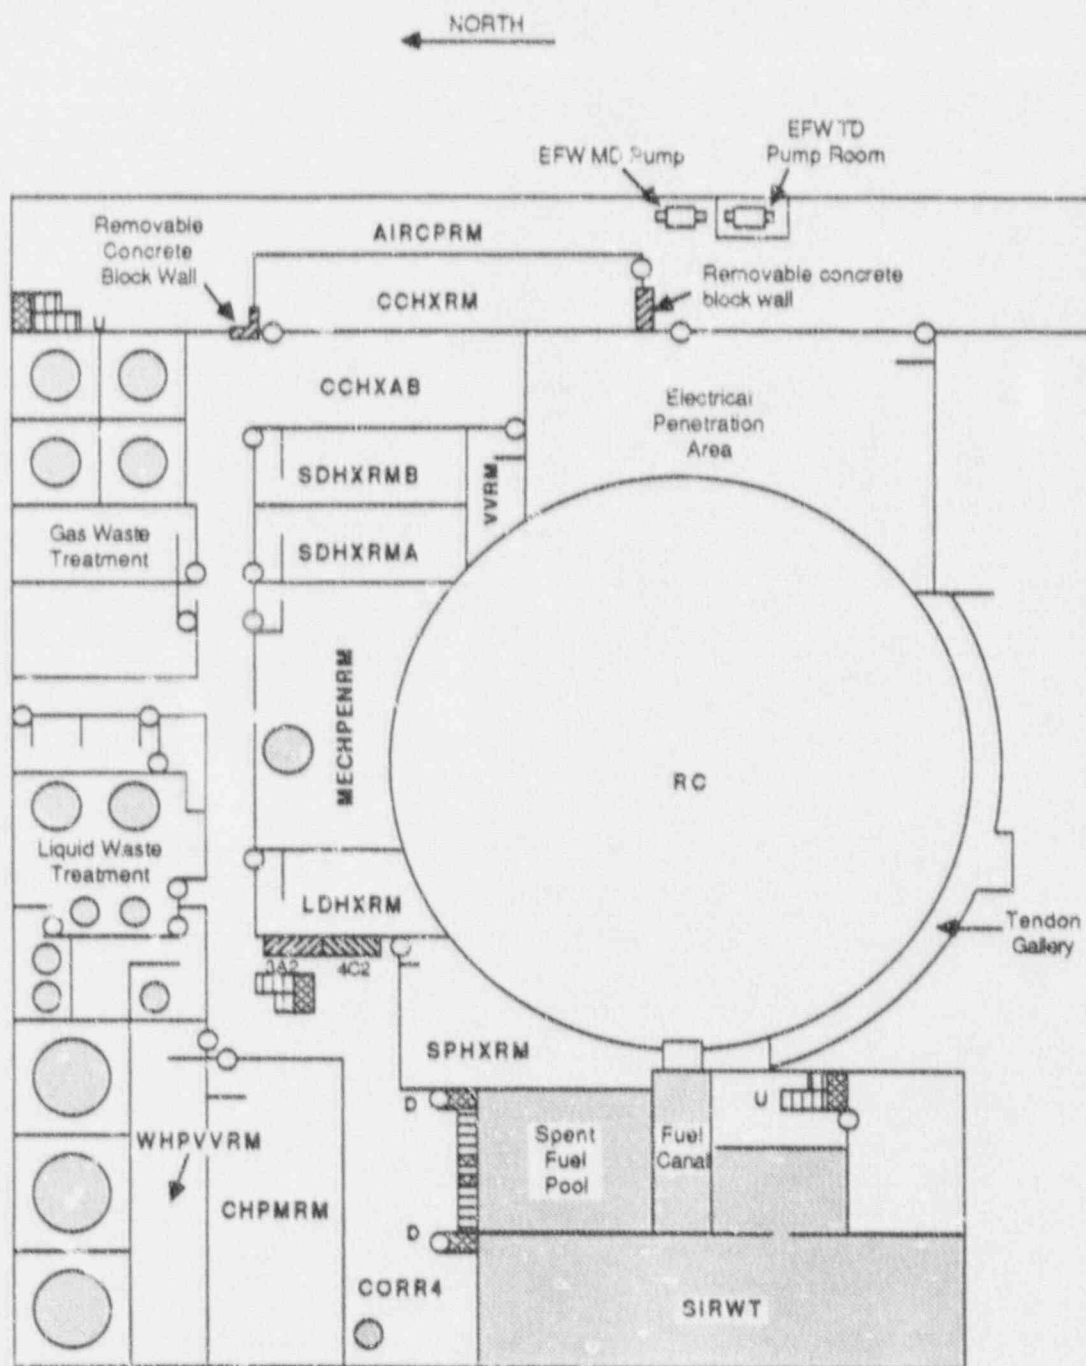 NORTH
EFW TD
Pump Room
EFW MD Pump
Removable
Concrete
Block Wall
AIRCPRM
Removable concrete
block wall
CCHXRM
U
CCHXAB
Electrical
Penetration
Area
SDHXRMB
VVRM
Gas Waste
Treatment
SDHXRMA
MECHPENRM
RC
Liquid Waste
Treatment
LDHXRM
Tendon
Gallery
3A2
4C2
SPHXRM
D
U
Spent
Fuel
Pool
Fuel
Canal
WHPVVRM
CHPMRM
D
CORR4
SIRWT